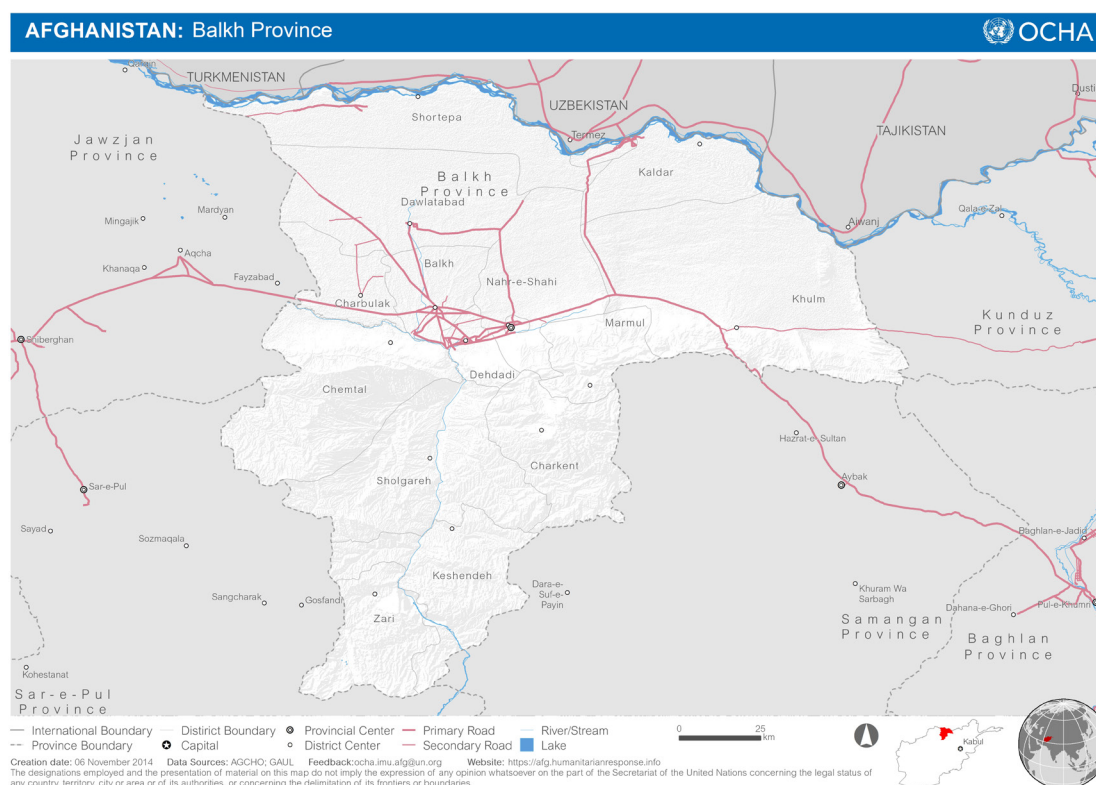 AFGHANISTAN: Balkh Province
OCHA
Qarqin
TURKMENISTAN
UZBEKISTAN
TAJIKISTAN
Dusti
Shortepa
Termez
Jawzjan
Province
Kaldar
Balkh
Province
Dawlatabad
Mardyan
Mingajik
Qala-e-Zal
Aiwanj
Aqcha
Khanaqa
Fayzabad
Balkh
Nahr-e-Shahi
Charbulak
Khulm
Kunduz
Province
Marmul
Shiberghan
Dehdadi
Chemtal
Hazrat-e- Sultan
Charkent
Aybak
Sholgareh
Sar-e-Pul
Sayad
Sozmaqala
Baghlan-e-Jadid
Keshendeh
Dara-e-
Suf-e-
Payin
Khuram Wa
Sarbagh
Sangcharak
Gosfandi
Dahana-e-Ghori
Pul-e-Khumri
Zari
Samangan
Province
Baghlan
Province
Kohestanat
Sar-e-Pul
Province
International Boundary
District Boundary
Provincial Center
Primary Road
River/Stream
0 25
km
Province Boundary
Capital
District Center
Secondary Road
Lake
Kabul
Creation date: 06 November 2014 Data Sources: AGCHO; GAUL Feedback:ocha.imu.afg@un.org Website: https://afg.humanitarianresponse.info
The designations employed and the presentation of material on this map do not imply the expression of any opinion whatsoever on the part of the Secretariat of the United Nations concerning the legal status of
any country, territory, city or area or of its authorities, or concerning the delimitation of its frontiers or boundaries.